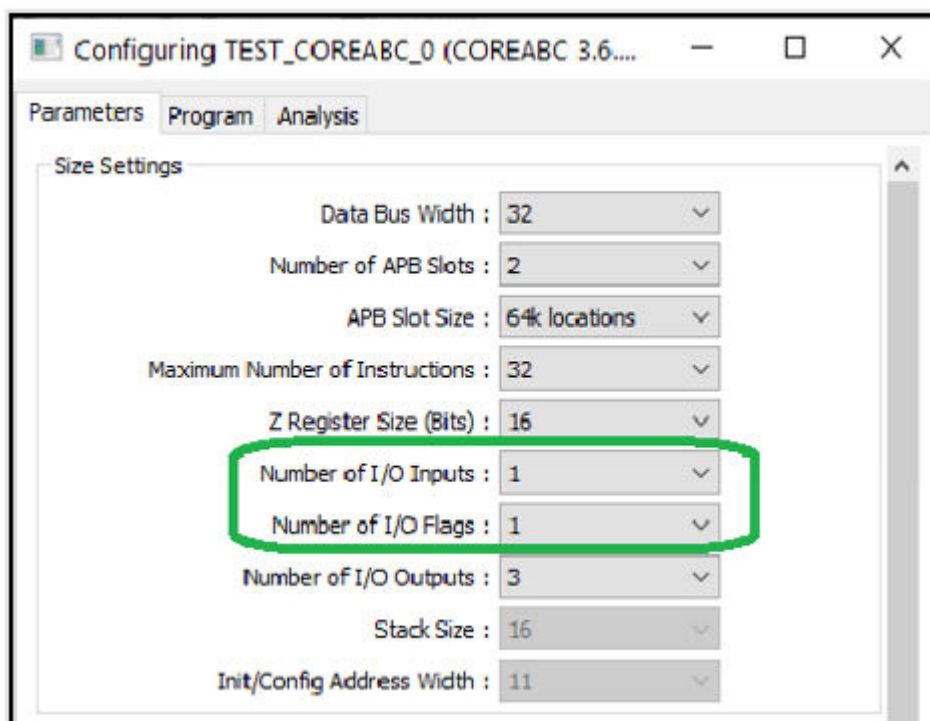 Configuring TEST_COREABC_0 (COREABC 3.6....
Parameters Program Analysis
Size Settings
Data Bus Width : 32
Number of APB Slots : 2
APB Slot Size : 64k locations
Maximum Number of Instructions : 32
Z Register Size (Bits) : 16
Number of I/O Inputs : 1
Number of I/O Flags : 1
Number of I/O Outputs : 3
Stack Size : 16
Init/Config Address Width : 11